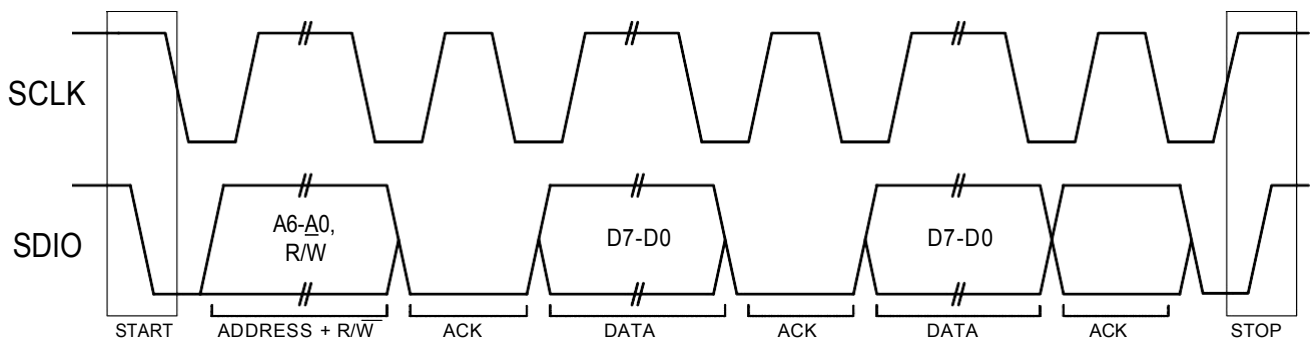 SCLK
SDIO
A6-A0,
R/W
D7-D0
D7-D0
START
ADDRESS + R/W̅
ACK
DATA
ACK
DATA
ACK
STOP